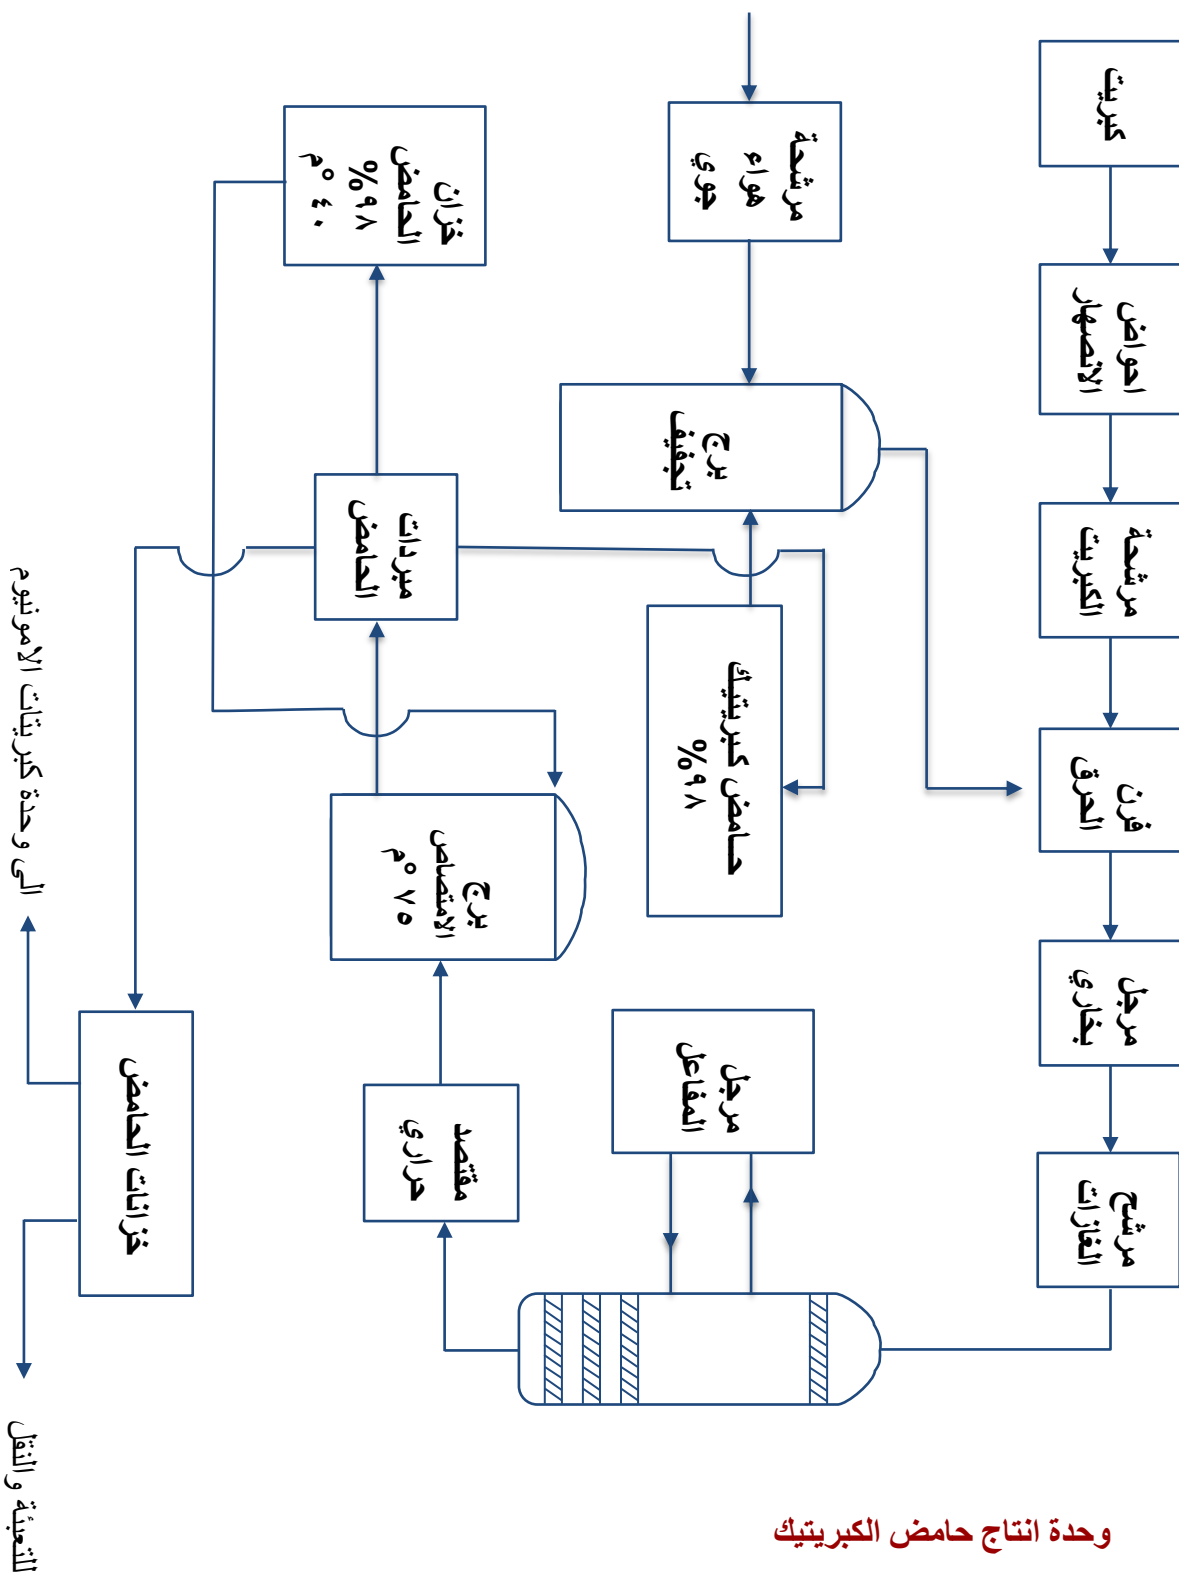 كبريت
احواض
الانصهار
مرشحة
الكبريت
فرن
الحرق
مرجل
بخاري
مرشح
الغازات
مرشحة
هواء
جوي
برج
تجفيف
حامض كبريتيك
٩٨%
مرجل
المفاعل
خزان
الحامض
٩٨%
٤٠ °م
مبردات
الحامض
برج
الامتصاص
٧٥ °م
مقتصد
حراري
خزانات الحامض
الى وحدة كبريتات الامونيوم
للتعبئة والنقل
وحدة انتاج حامض الكبريتيك